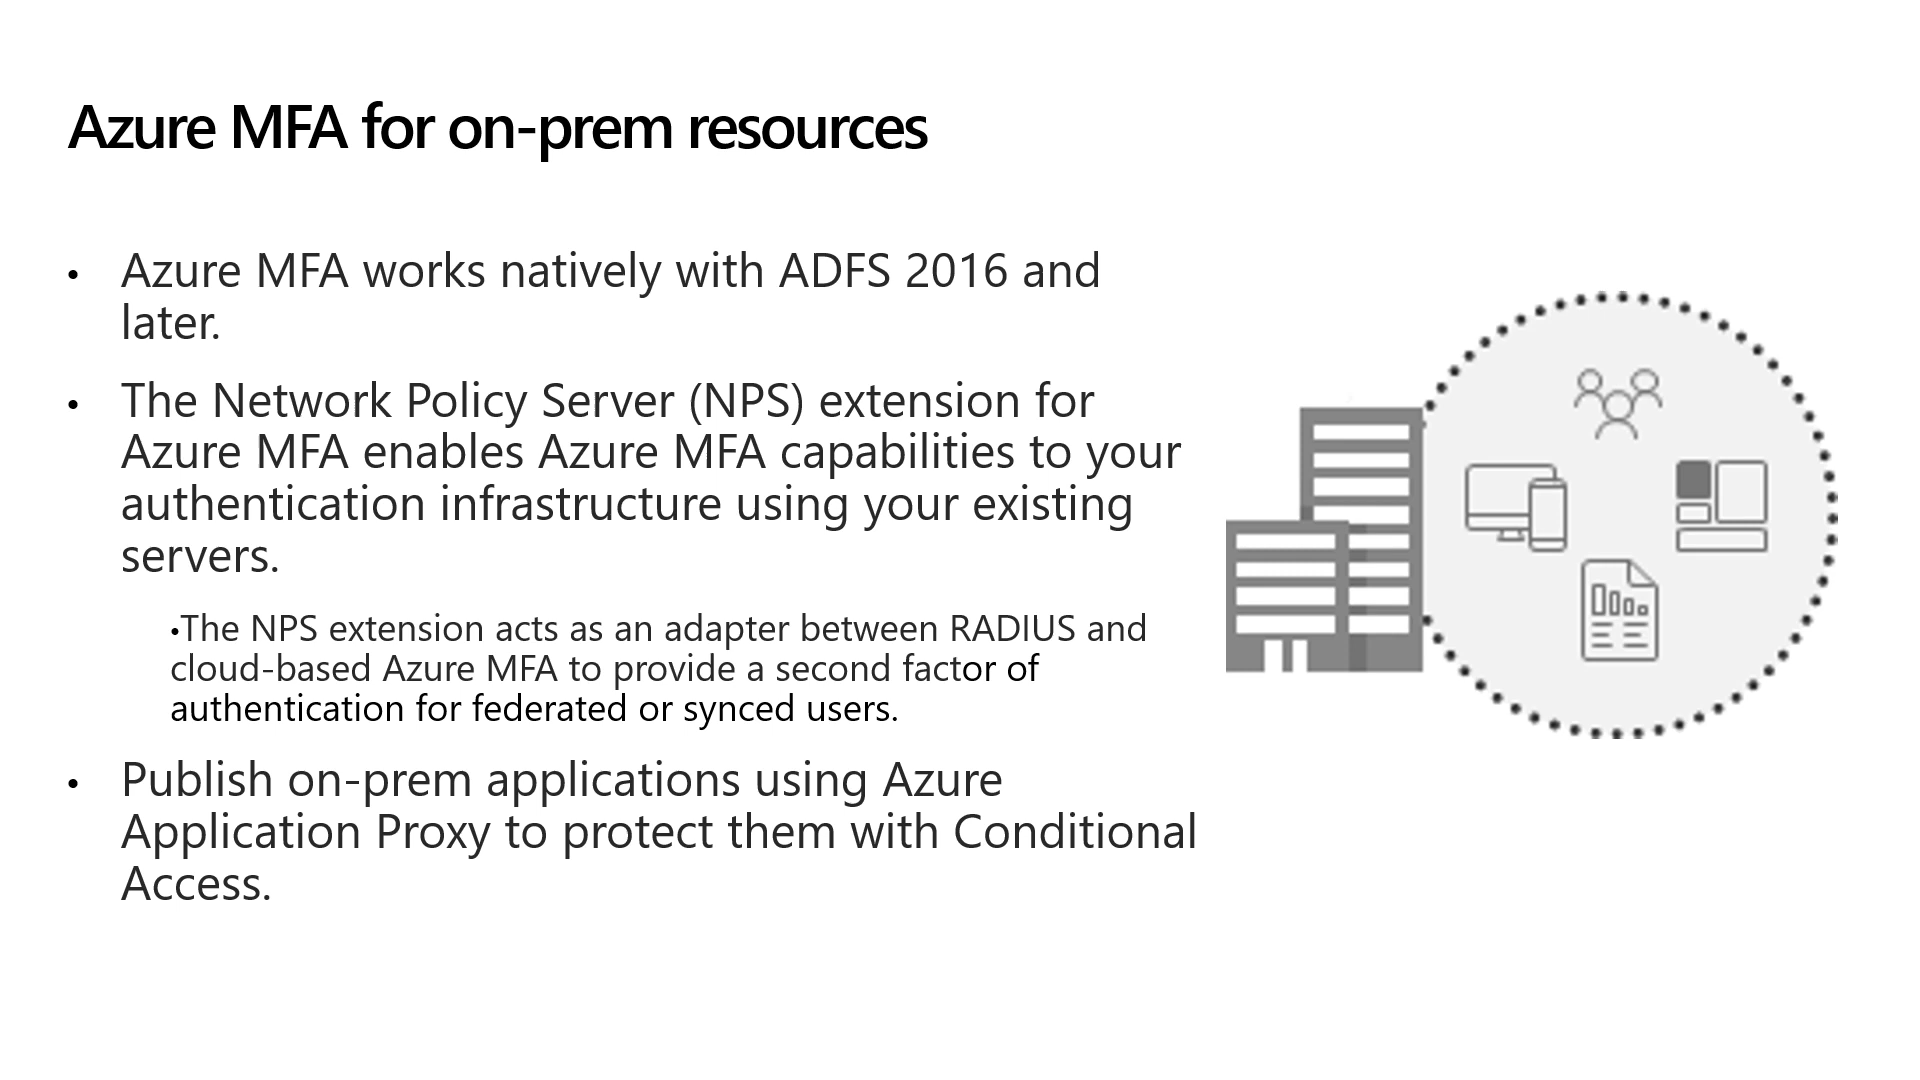 Azure MFA for on-prem resources
• Azure MFA works natively with ADFS 2016 and
later.
• The Network Policy Server (NPS) extension for
Azure MFA enables Azure MFA capabilities to your
authentication infrastructure using your existing
servers.
•The NPS extension acts as an adapter between RADIUS and
cloud-based Azure MFA to provide a second factor of
authentication for federated or synced users.
• Publish on-prem applications using Azure
Application Proxy to protect them with Conditional
Access.